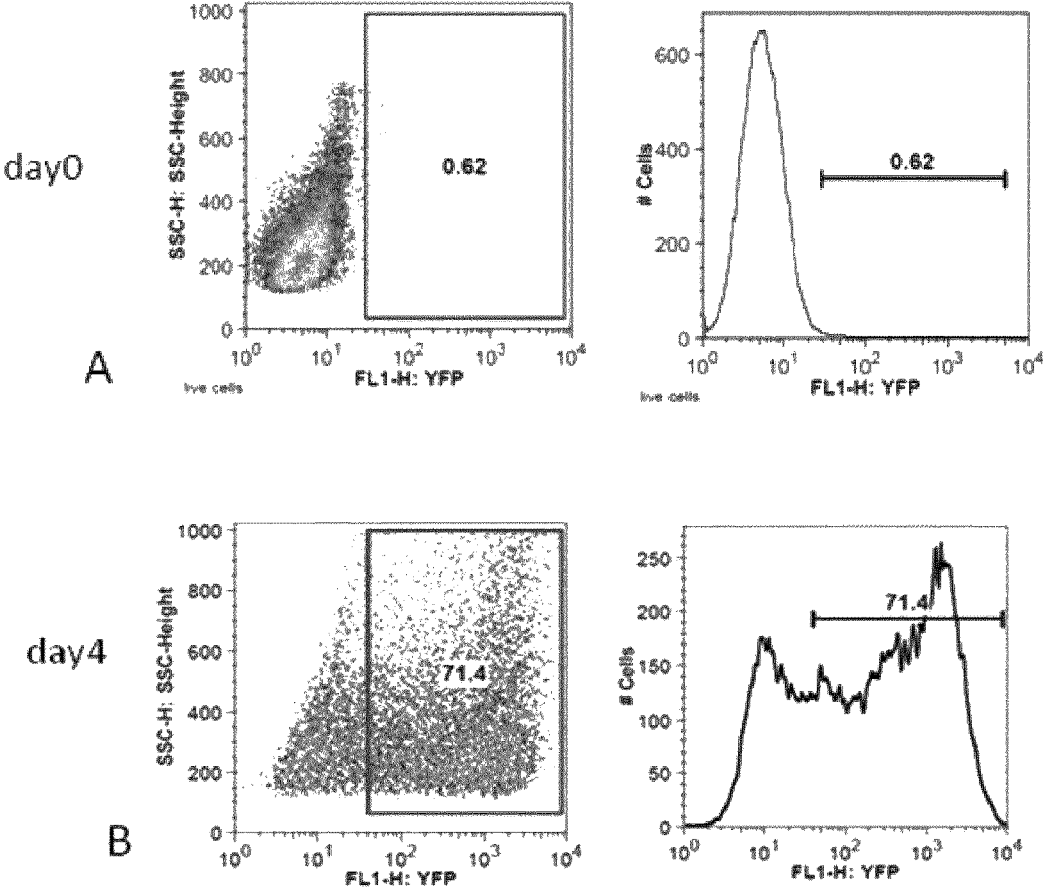 day0
A
1000
800
600
400
200
0
SSC-H: SSC-Height
0.62
10⁰ 10¹ 10² 10³ 10⁴
FL1-H: YFP
live cells
600
400
200
0
# Cells
0.62
10⁰ 10¹ 10² 10³ 10⁴
FL1-H: YFP
live cells
day4
B
1000
800
600
400
200
0
SSC-H: SSC-Height
71.4
10⁰ 10¹ 10² 10³ 10⁴
FL1-H: YFP
250
200
150
100
50
0
# Cells
71.4
10⁰ 10¹ 10² 10³ 10⁴
FL1-H: YFP